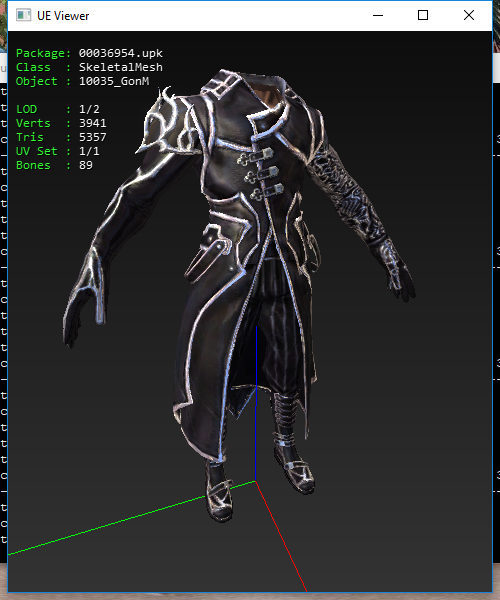 UE Viewer
Package: 00036954.upk
Class : SkeletalMesh
Object : 10035_GonM
LOD : 1/2
Verts : 3941
Tris : 5357
UV Set : 1/1
Bones : 89